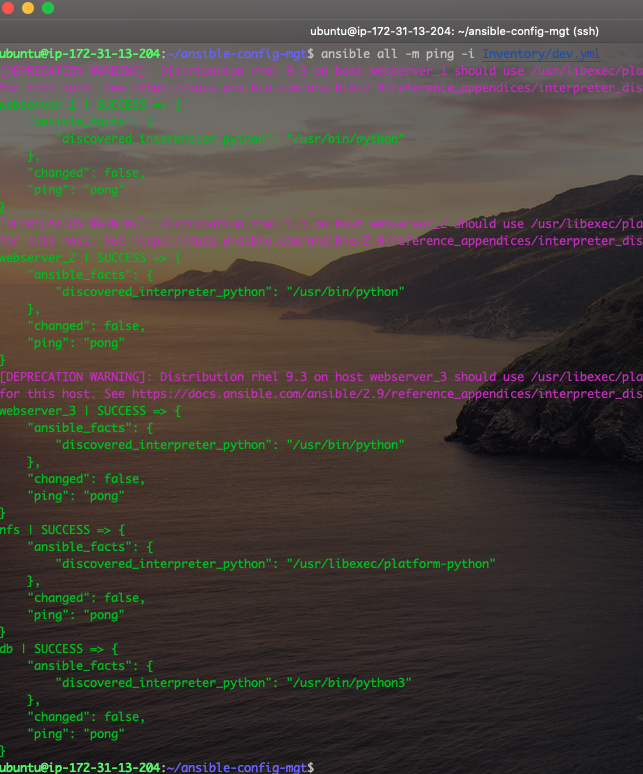 ubuntu@ip-172-31-13-204: ~/ansible-config-mgt (ssh)
ubuntu@ip-172-31-13-204:~/ansible-config-mgt$ ansible all -m ping -i Inventory/dev.yml
[DEPRECATION WARNING]: Distribution rhel 9.3 on host webserver_1 should use /usr/libexec/pla
for this host. See https://docs.ansible.com/ansible/2.9/reference_appendices/interpreter_dis
webserver_1 | SUCCESS => {
"ansible_facts": {
"discovered_interpreter_python": "/usr/bin/python"
},
"changed": false,
"ping": "pong"
}
[DEPRECATION WARNING]: Distribution rhel 9.3 on host webserver_2 should use /usr/libexec/pla
for this host. See https://docs.ansible.com/ansible/2.9/reference_appendices/interpreter_dis
webserver_2 | SUCCESS => {
"ansible_facts": {
"discovered_interpreter_python": "/usr/bin/python"
},
"changed": false,
"ping": "pong"
}
[DEPRECATION WARNING]: Distribution rhel 9.3 on host webserver_3 should use /usr/libexec/pla
for this host. See https://docs.ansible.com/ansible/2.9/reference_appendices/interpreter_dis
webserver_3 | SUCCESS => {
"ansible_facts": {
"discovered_interpreter_python": "/usr/bin/python"
},
"changed": false,
"ping": "pong"
}
nfs | SUCCESS => {
"ansible_facts": {
"discovered_interpreter_python": "/usr/libexec/platform-python"
},
"changed": false,
"ping": "pong"
}
db | SUCCESS => {
"ansible_facts": {
"discovered_interpreter_python": "/usr/bin/python3"
},
"changed": false,
"ping": "pong"
}
ubuntu@ip-172-31-13-204:~/ansible-config-mgt$